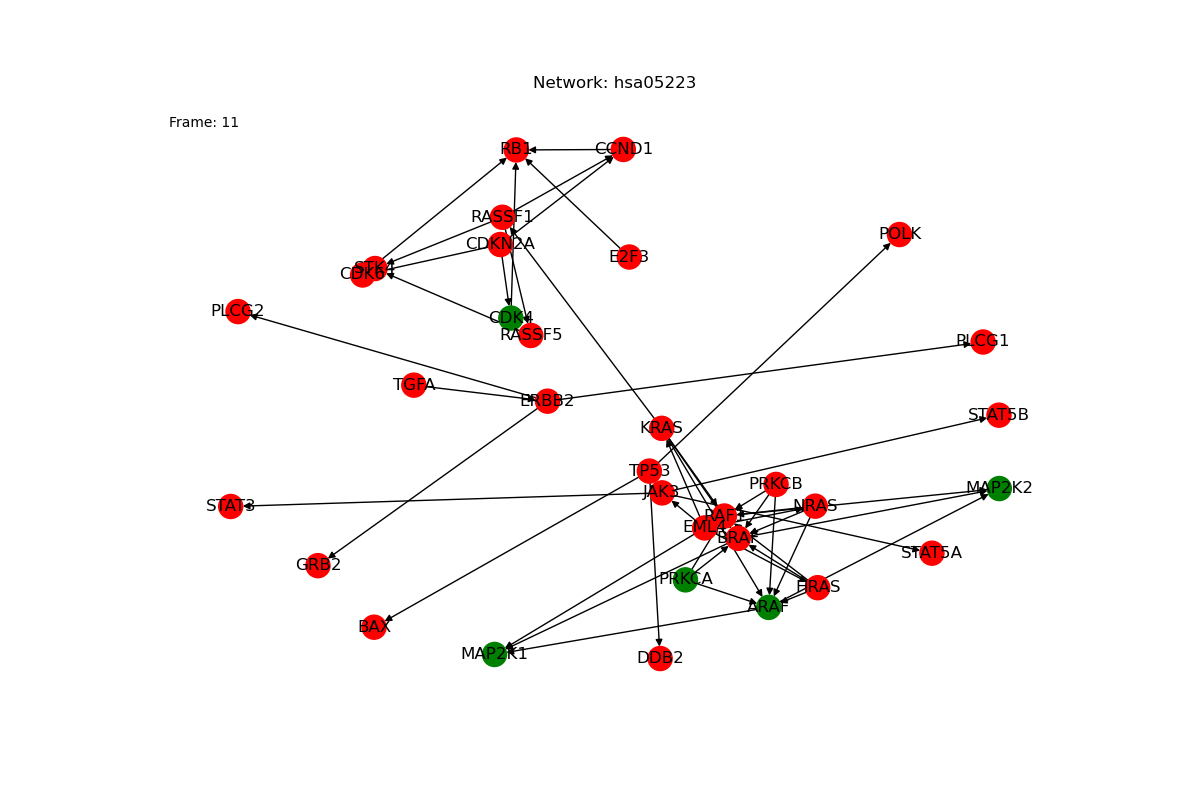 Network: hsa05223
Frame: 11
RB1
CCND1
RASSF1
POLK
CDKN2A
E2F3
STK4
CDK6
PLCG2
CDK4
RASSF5
PLCG1
TGFA
ERBB2
STAT5B
KRAS
TP53
PRKCB
MAP2K2
JAK3
STAT3
NRAS
RAF1
EML4
BRAF
STAT5A
GRB2
PRKCA
HRAS
ARAF
BAX
MAP2K1
DDB2